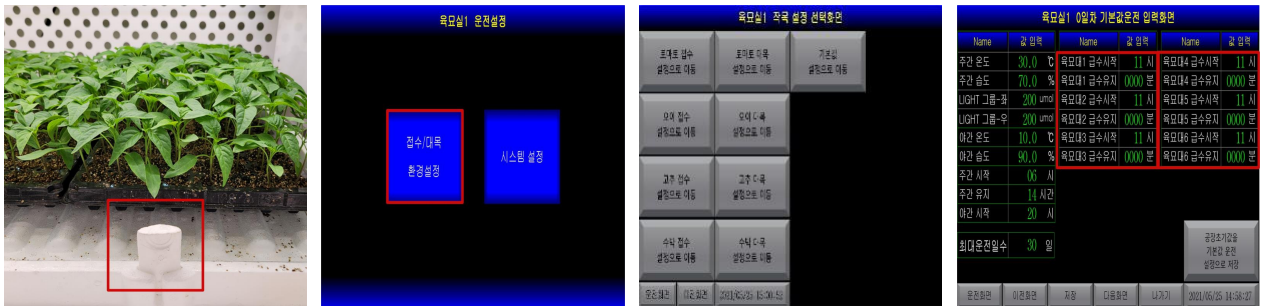 육묘실1 운전설정
접수/대목
환경설정
시스템 설정
육묘실1 작목 설정 선택화면
토마토 접수
설정으로 이동
토마토 대목
설정으로 이동
기본값
설정으로 이동
오이 접수
설정으로 이동
오이 대목
설정으로 이동
고추 접수
설정으로 이동
고추 대목
설정으로 이동
수박 접수
설정으로 이동
수박 대목
설정으로 이동
운전화면 이전화면
육묘실1 0일차 기본값운전 입력화면
Name 값 입력 Name 값 입력 Name 값 입력
주간 온도 30.0 ℃ 육묘대1 급수시작 11 시 육묘대4 급수시작 11 시
주간 습도 70.0 % 육묘대1 급수유지 0000 분 육묘대4 급수유지 0000 분
LIGHT 그룹-좌 200 umol 육묘대2 급수시작 11 시 육묘대5 급수시작 11 시
LIGHT 그룹-우 200 umol 육묘대2 급수유지 0000 분 육묘대5 급수유지 0000 분
야간 온도 10.0 ℃ 육묘대3 급수시작 11 시 육묘대6 급수시작 11 시
야간 습도 90.0 % 육묘대3 급수유지 0000 분 육묘대6 급수유지 0000 분
주간 시작 06 시
주간 유지 14 시간
야간 시작 20 시
최대운전일수 30 일
공장초기값을
기본값 운전
설정으로 저장
운전화면 이전화면 저장 다음화면 나가기 2021/05/25 14:58:27